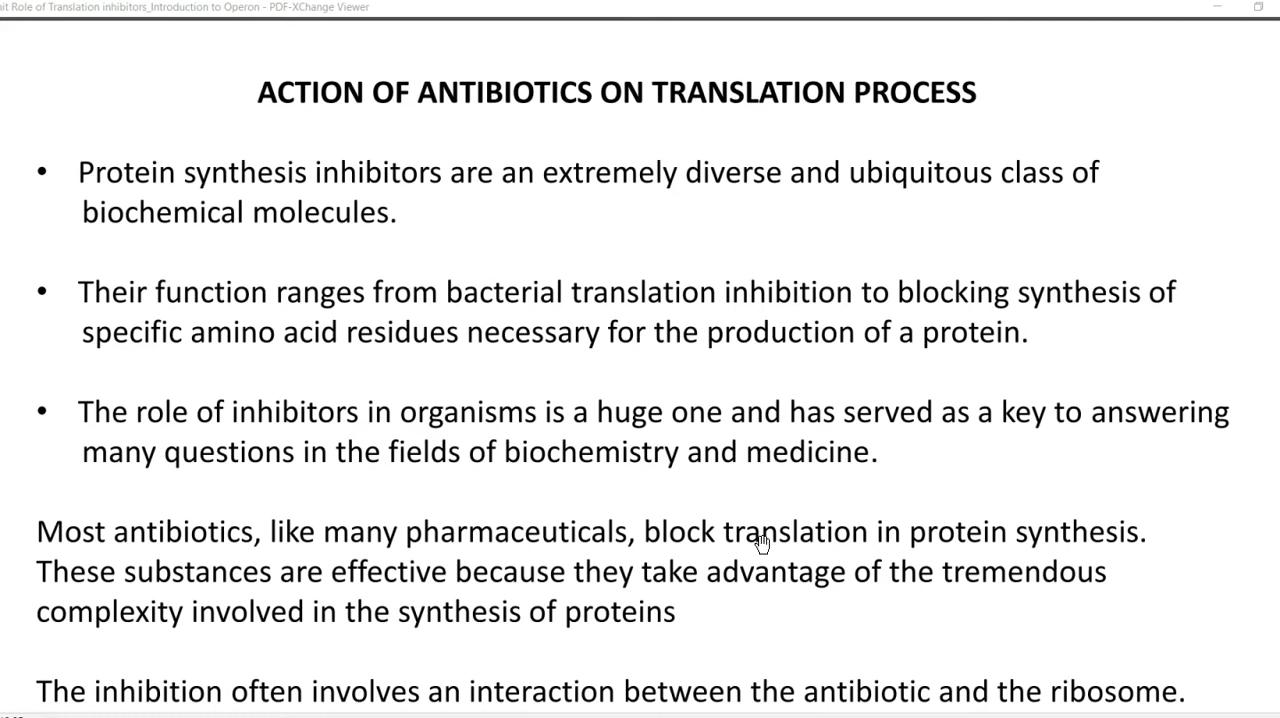 nit Role of Translation inhibitors_Introduction to Operon - PDF-XChange Viewer
ACTION OF ANTIBIOTICS ON TRANSLATION PROCESS
• Protein synthesis inhibitors are an extremely diverse and ubiquitous class of
biochemical molecules.
• Their function ranges from bacterial translation inhibition to blocking synthesis of
specific amino acid residues necessary for the production of a protein.
• The role of inhibitors in organisms is a huge one and has served as a key to answering
many questions in the fields of biochemistry and medicine.
Most antibiotics, like many pharmaceuticals, block translation in protein synthesis.
These substances are effective because they take advantage of the tremendous
complexity involved in the synthesis of proteins
The inhibition often involves an interaction between the antibiotic and the ribosome.